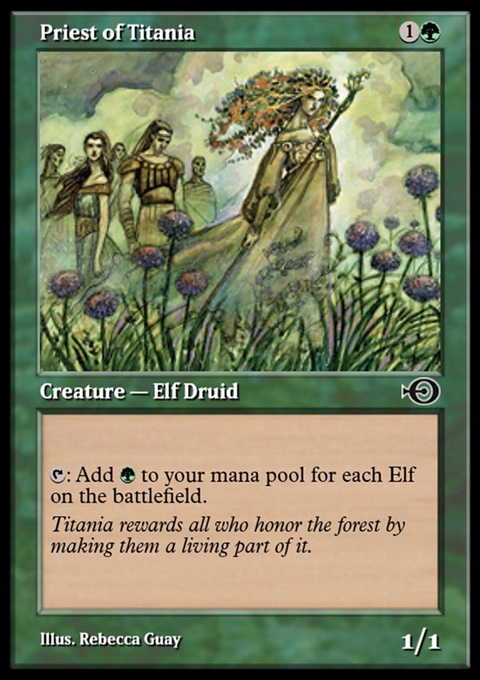 Priest of Titania 1
Creature — Elf Druid
: Add to your mana pool for each Elf
on the battlefield.
Titania rewards all who honor the forest by
making them a living part of it.
Illus. Rebecca Guay 1/1